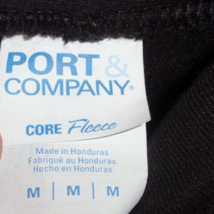 PORT &
COMPANY®
CORE Fleece
Made in Honduras
Fabriqué au Honduras
Hecho en Honduras
M | M | M